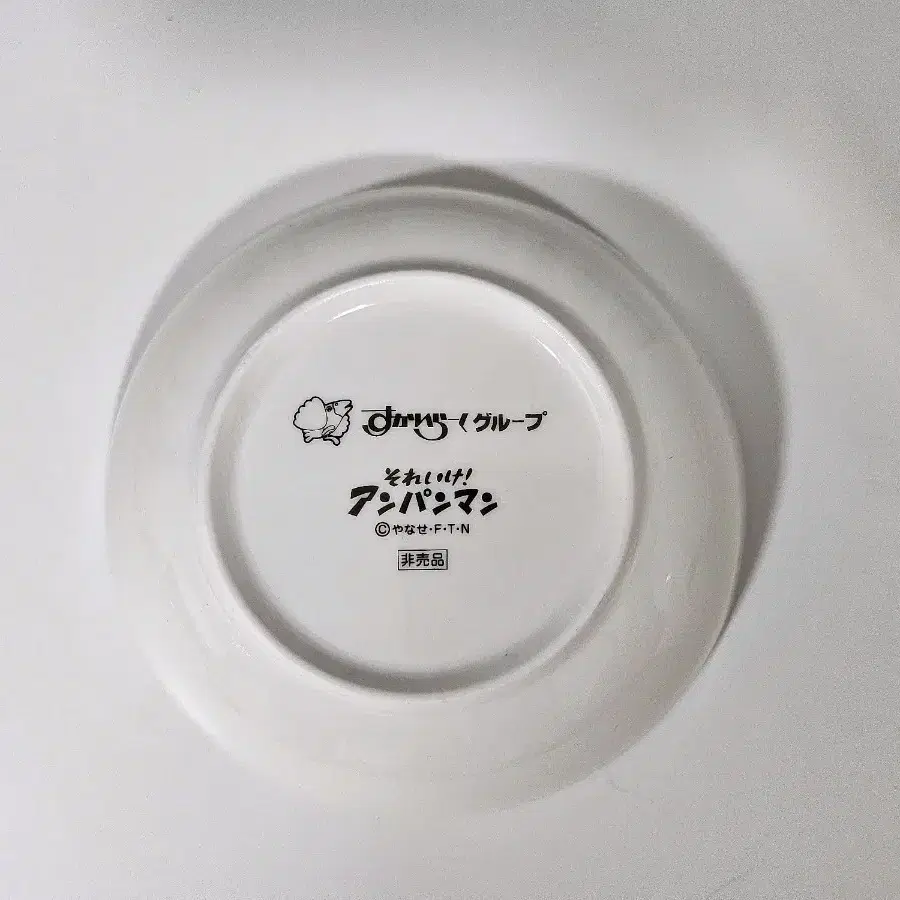 すかいらーくグループ
それいけ!
アンパンマン
©やなせ・F・T・N
非売品